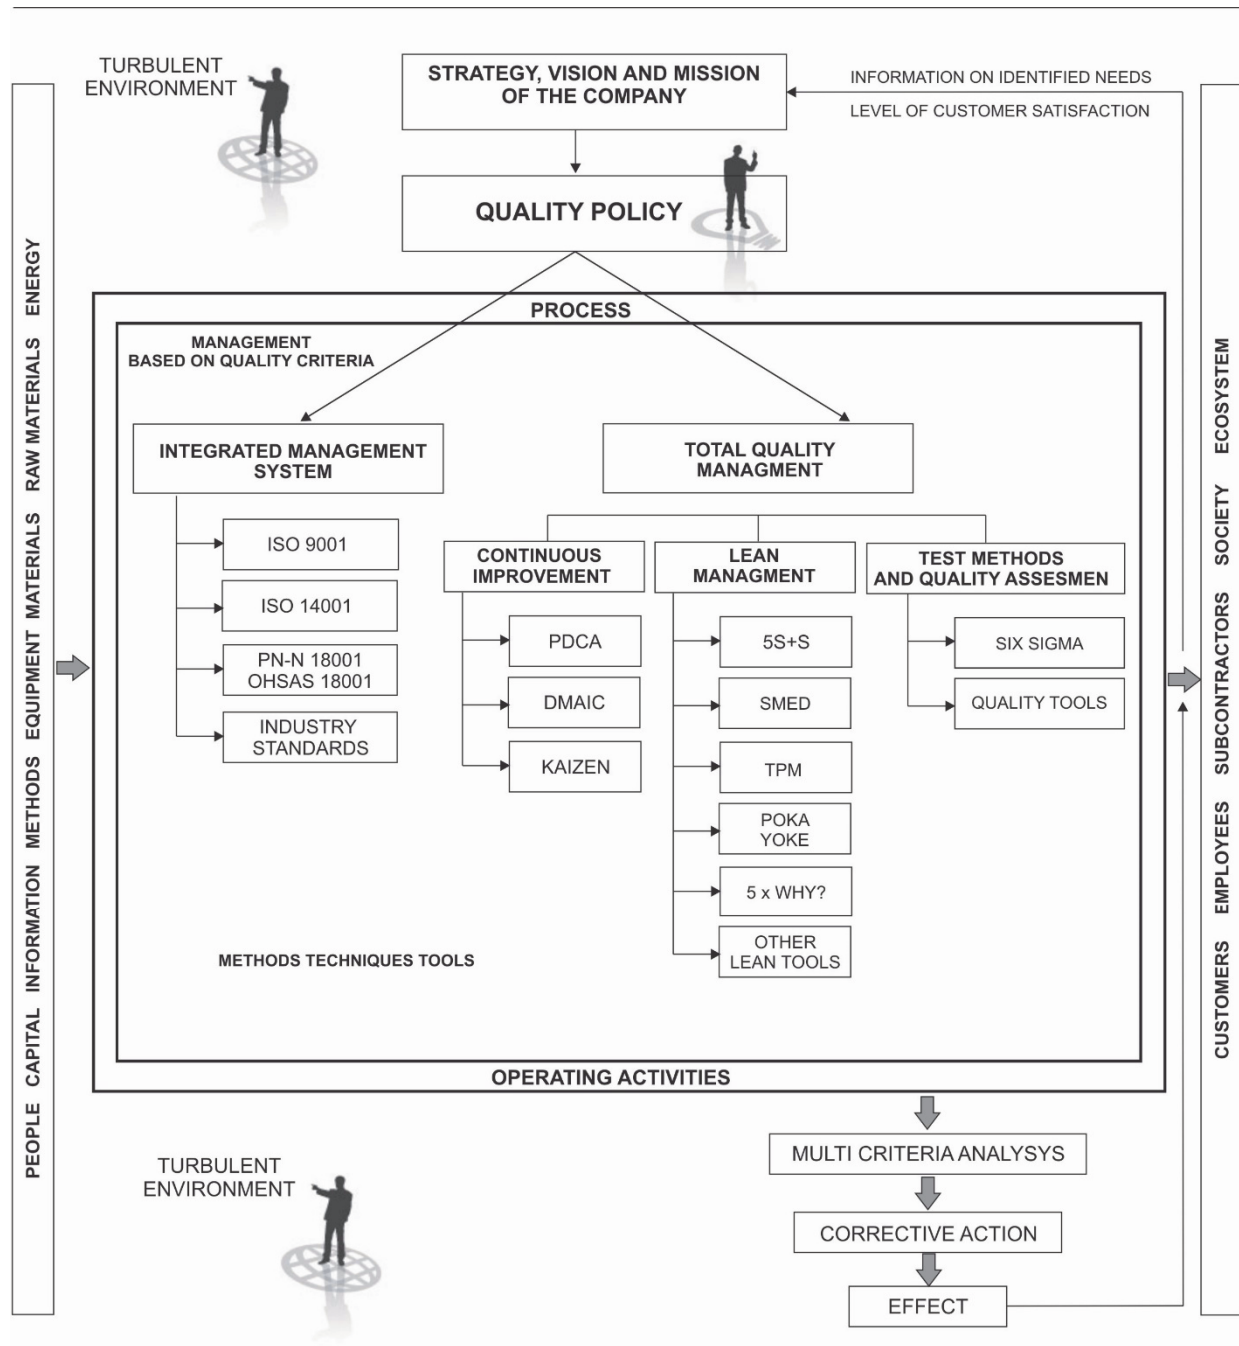 TURBULENT
ENVIRONMENT
STRATEGY, VISION AND MISSION
OF THE COMPANY
INFORMATION ON IDENTIFIED NEEDS
LEVEL OF CUSTOMER SATISFACTION
QUALITY POLICY
PEOPLE CAPITAL INFORMATION METHODS EQUIPMENT MATERIALS RAW MATERIALS ENERGY
PROCESS
MANAGEMENT
BASED ON QUALITY CRITERIA
INTEGRATED MANAGEMENT
SYSTEM
ISO 9001
ISO 14001
PN-N 18001
OHSAS 18001
INDUSTRY
STANDARDS
TOTAL QUALITY
MANAGMENT
CONTINUOUS
IMPROVEMENT
PDCA
DMAIC
KAIZEN
LEAN
MANAGMENT
5S+S
SMED
TPM
POKA
YOKE
5 x WHY?
OTHER
LEAN TOOLS
TEST METHODS
AND QUALITY ASSESMEN
SIX SIGMA
QUALITY TOOLS
METHODS TECHNIQUES TOOLS
OPERATING ACTIVITIES
CUSTOMERS EMPLOYEES SUBCONTRACTORS SOCIETY ECOSYSTEM
TURBULENT
ENVIRONMENT
MULTI CRITERIA ANALYSYS
CORRECTIVE ACTION
EFFECT